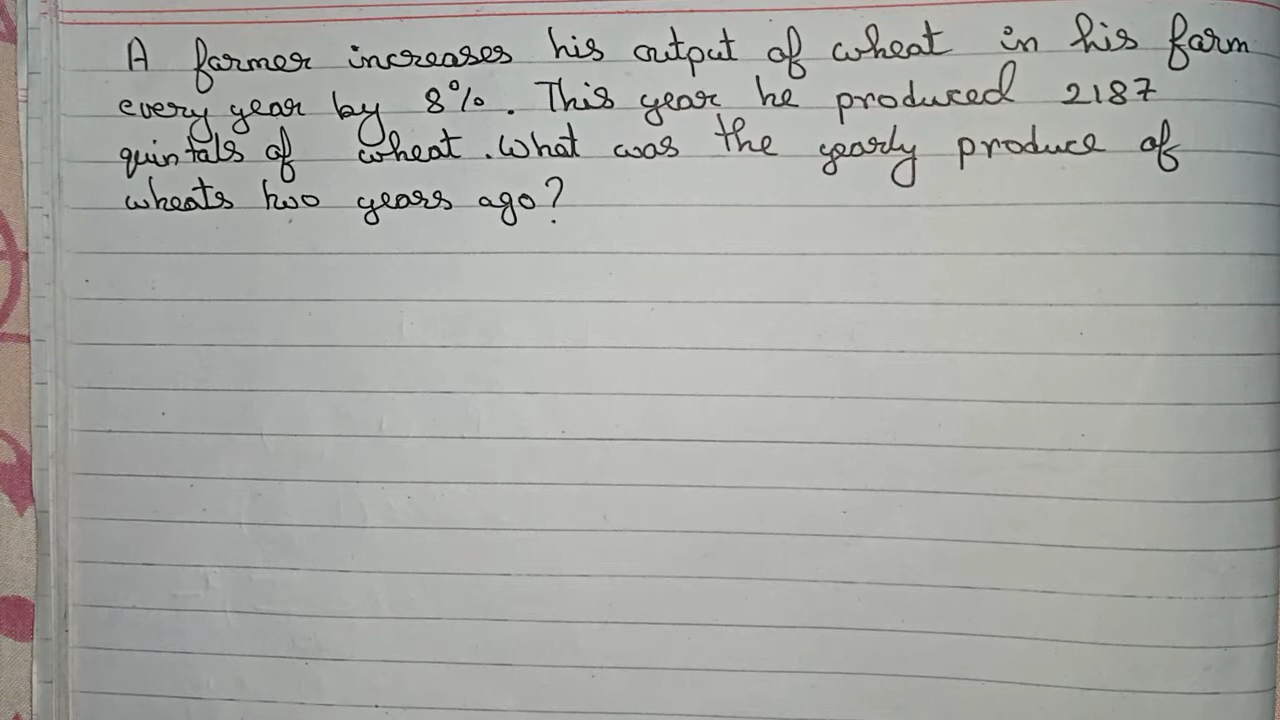 A farmer increases his output of wheat in his farm
every year by 8%. This year he produced 2187
quintals of wheat. What was the yearly produce of
wheats two years ago?